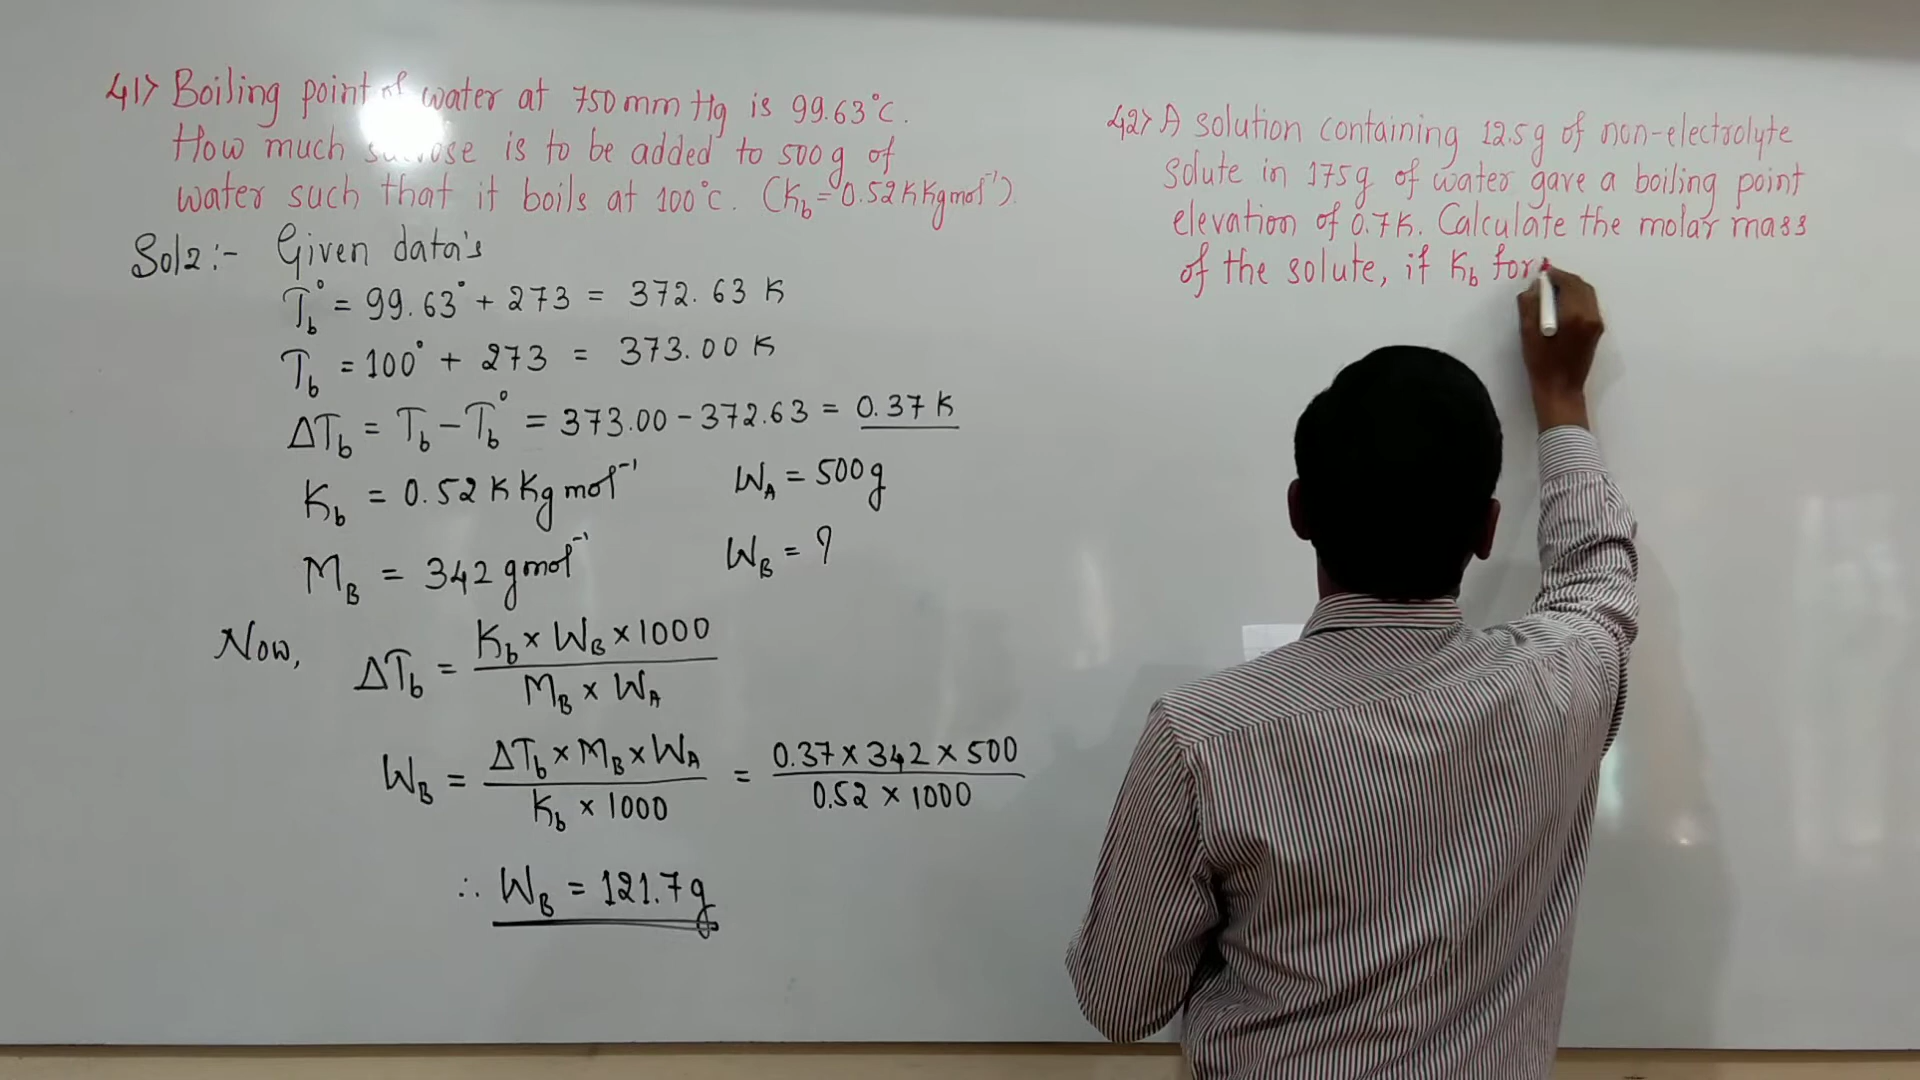 41> Boiling point of water at 750 mm Hg is 99.63°C.
How much sucrose is to be added to 500 g of
water such that it boils at 100°C. (Kb = 0.52 K Kg mol⁻¹).
Sol2:- Given data's
Tb° = 99.63° + 273 = 372.63 K
Tb = 100° + 273 = 373.00 K
ΔTb = Tb - Tb° = 373.00 - 372.63 = 0.37 K
Kb = 0.52 K Kg mol⁻¹ WA = 500 g
MB = 342 g mol⁻¹ WB = ?
Now, ΔTb = Kb × WB × 1000 / MB × WA
WB = ΔTb × MB × WA / Kb × 1000 = 0.37 × 342 × 500 / 0.52 × 1000
∴ WB = 121.7 g
42> A solution containing 12.5 g of non-electrolyte
solute in 175 g of water gave a boiling point
elevation of 0.7 K. Calculate the molar mass
of the solute, if Kb for